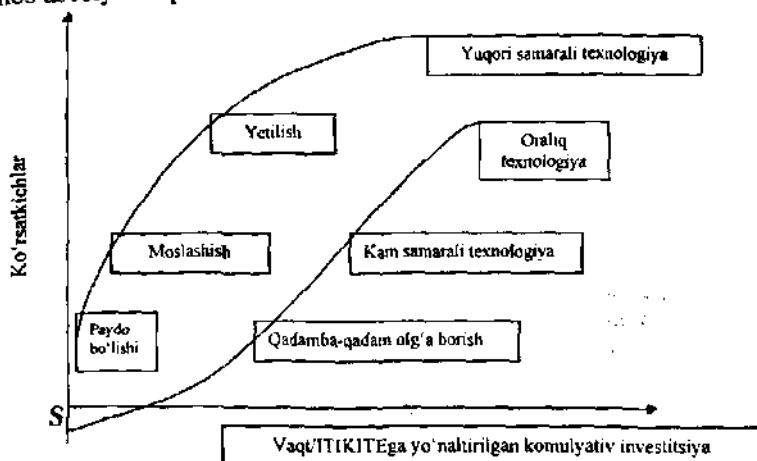 Yuqori samarali texnologiya
Yetilish
Oraliq
texnologiya
Ko'rsatkichlar
Moslashish
Kam samarali texnologiya
Paydo
bo'lishi
Qadamba-qadam olg'a borish
S
Vaqt/ITIKITEga yo'naltirilgan komulyativ investitsiya